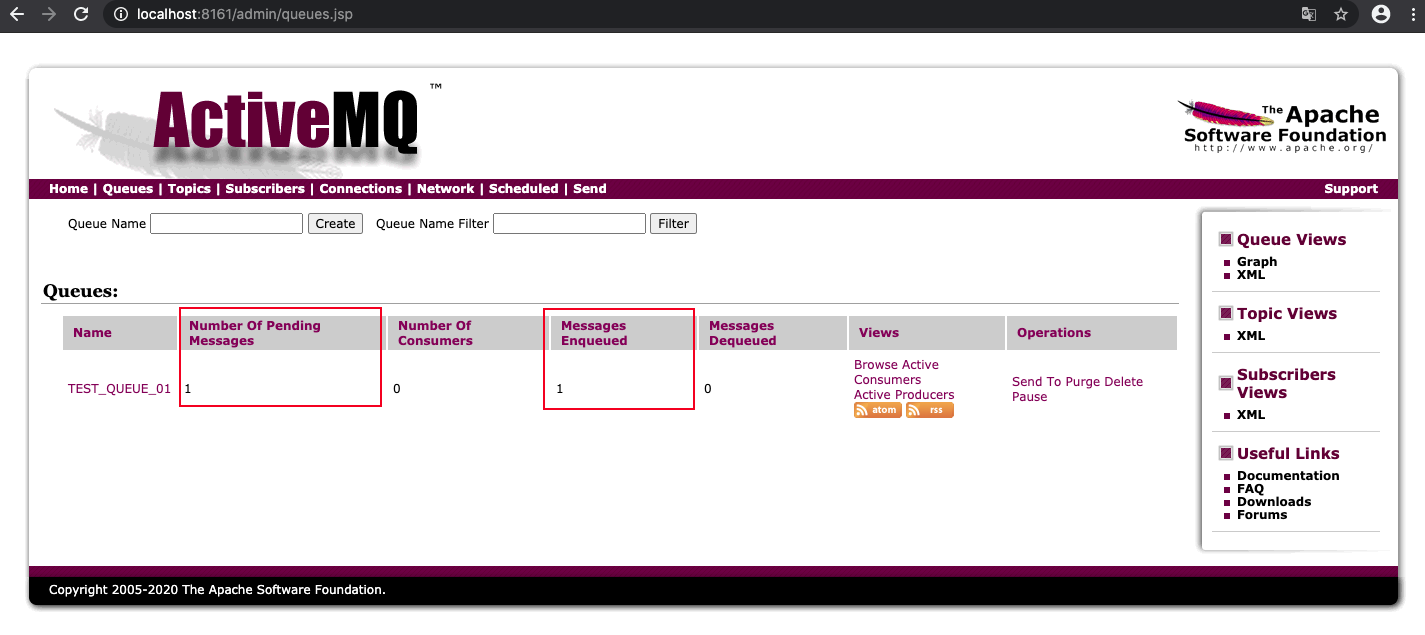 localhost:8161/admin/queues.jsp
ActiveMQ™
The Apache
Software Foundation
http://www.apache.org/
Home | Queues | Topics | Subscribers | Connections | Network | Scheduled | Send
Support
Queue Name Create Queue Name Filter Filter
Queues:
Name
Number Of Pending
Messages
Number Of
Consumers
Messages
Enqueued
Messages
Dequeued
Views
Operations
TEST_QUEUE_01
1
0
1
0
Browse Active
Consumers
Active Producers
atom rss
Send To Purge Delete
Pause
Queue Views
Graph
XML
Topic Views
XML
Subscribers
Views
XML
Useful Links
Documentation
FAQ
Downloads
Forums
Copyright 2005-2020 The Apache Software Foundation.